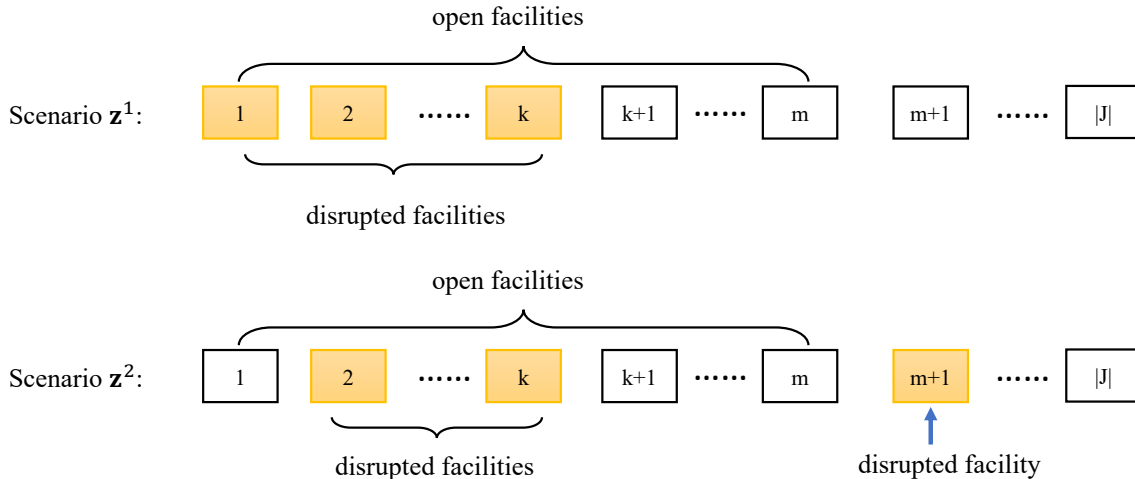 open facilities
Scenario z¹: 1 2 …… k k+1 …… m m+1 …… |J|
disrupted facilities
open facilities
Scenario z²: 1 2 …… k k+1 …… m m+1 …… |J|
disrupted facilities disrupted facility